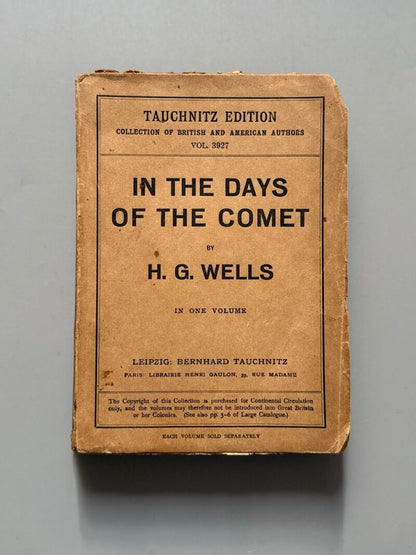 TAUCHNITZ EDITION
COLLECTION OF BRITISH AND AMERICAN AUTHORS
VOL. 3927
IN THE DAYS
OF THE COMET
BY
H. G. WELLS
IN ONE VOLUME
LEIPZIG: BERNHARD TAUCHNITZ
PARIS: LIBRAIRIE HENRI GAULON, 39, RUE MADAME
The Copyright of this Collection is purchased for Continental Circulation
only, and the volumes may therefore not be introduced into Great Britain
or her Colonies. (See also pp. 3-6 of Large Catalogue.)
EACH VOLUME SOLD SEPARATELY